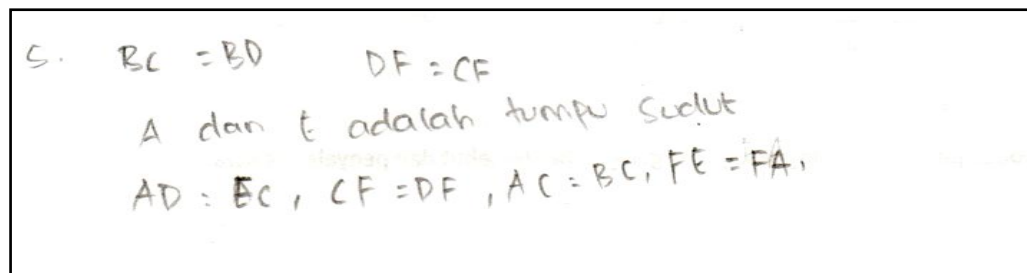 5. BC = BD DF = CF
A dan E adalah tumpu sudut
AD = EC, CF = DF, AC = BC, FE = FA,